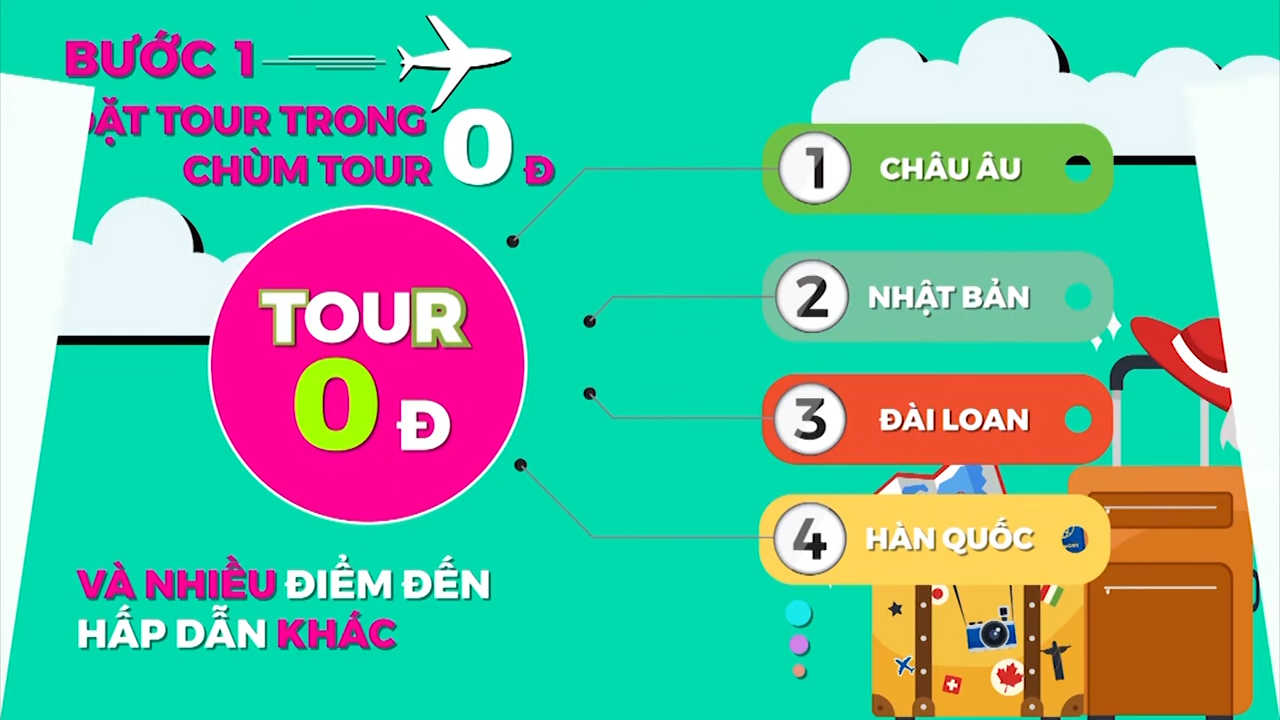 BƯỚC 1
ĐẶT TOUR TRONG
CHÙM TOUR 0 Đ
TOUR
0 Đ
1 CHÂU ÂU
2 NHẬT BẢN
3 ĐÀI LOAN
4 HÀN QUỐC
VÀ NHIỀU ĐIỂM ĐẾN
HẤP DẪN KHÁC